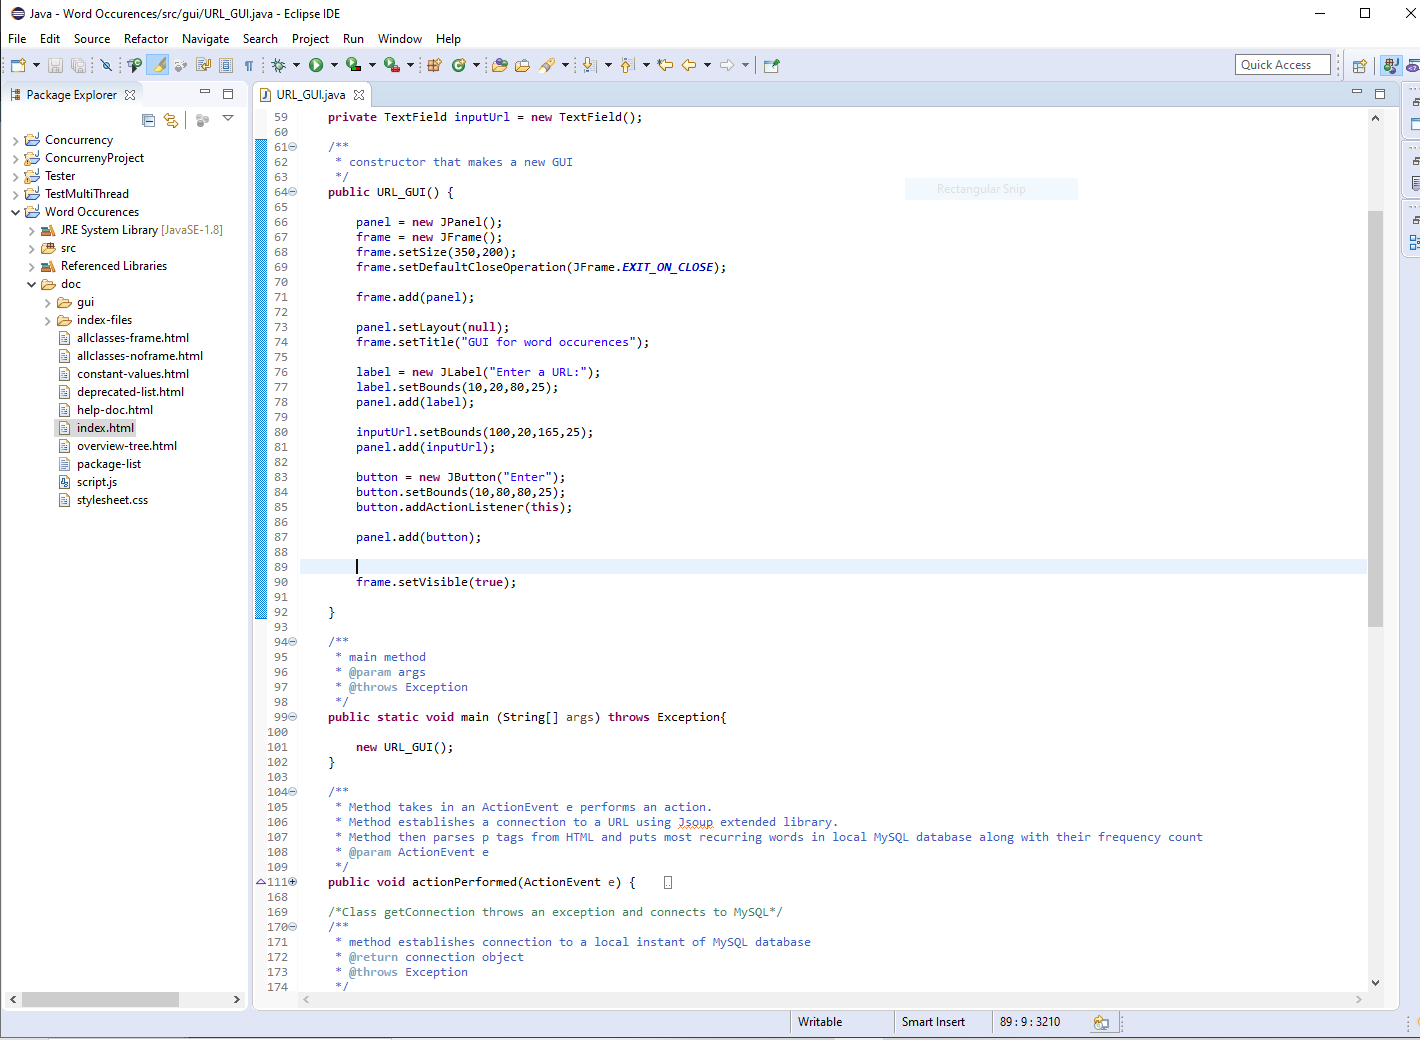 Java - Word Occurences/src/gui/URL_GUI.java - Eclipse IDE
File Edit Source Refactor Navigate Search Project Run Window Help
Quick Access
Package Explorer
URL_GUI.java
Concurrency
ConcurrenyProject
Tester
TestMultiThread
Word Occurences
JRE System Library [JavaSE-1.8]
src
Referenced Libraries
doc
gui
index-files
allclasses-frame.html
allclasses-noframe.html
constant-values.html
deprecated-list.html
help-doc.html
index.html
overview-tree.html
package-list
script.js
stylesheet.css
59 private TextField inputUrl = new TextField();
60
61 /**
62 * constructor that makes a new GUI
63 */
64 public URL_GUI() {
Rectangular Snip
65
66 panel = new JPanel();
67 frame = new JFrame();
68 frame.setSize(350,200);
69 frame.setDefaultCloseOperation(JFrame.EXIT_ON_CLOSE);
70
71 frame.add(panel);
72
73 panel.setLayout(null);
74 frame.setTitle("GUI for word occurences");
75
76 label = new JLabel("Enter a URL:");
77 label.setBounds(10,20,80,25);
78 panel.add(label);
79
80 inputUrl.setBounds(100,20,165,25);
81 panel.add(inputUrl);
82
83 button = new JButton("Enter");
84 button.setBounds(10,80,80,25);
85 button.addActionListener(this);
86
87 panel.add(button);
88
89
90 frame.setVisible(true);
91
92 }
93
94 /**
95 * main method
96 * @param args
97 * @throws Exception
98 */
99 public static void main (String[] args) throws Exception{
100
101 new URL_GUI();
102 }
103
104 /**
105 * Method takes in an ActionEvent e performs an action.
106 * Method establishes a connection to a URL using Jsoup extended library.
107 * Method then parses p tags from HTML and puts most recurring words in local MySQL database along with their frequency count
108 * @param ActionEvent e
109 */
111 public void actionPerformed(ActionEvent e) {
168
169 /*Class getConnection throws an exception and connects to MySQL*/
170 /**
171 * method establishes connection to a local instant of MySQL database
172 * @return connection object
173 * @throws Exception
174 */
Writable Smart Insert 89 : 9 : 3210